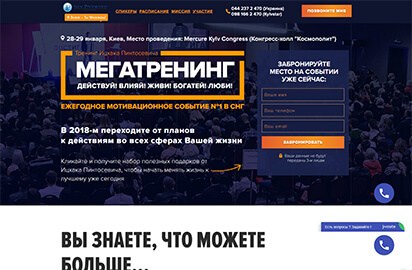 СПИКЕРЫ РАСПИСАНИЕ МИССИЯ УЧАСТИЕ
044 237 2 000 (Украина)
098 166 2 000 (Kyivstar)
ПОЗВОНИТЕ МНЕ
28-29 января, Киев, Место проведения: Mercure Kyiv Congress (Конгресс-холл "Космополит")
Тренинг Ицхака Пинтосевича
МЕГАТРЕНИНГ
ДЕЙСТВУЙ! ВЛИЯЙ! ЖИВИ! БОГАТЕЙ! ЛЮБИ!
ЕЖЕГОДНОЕ МОТИВАЦИОННОЕ СОБЫТИЕ №1 В СНГ
В 2018-м переходите от планов
к действиям во всех сферах Вашей жизни
Кликайте и получите набор полезных подарков от
Ицхака Пинтосевича, чтобы начать менять жизнь к
лучшему уже сегодня
ЗАБРОНИРУЙТЕ
МЕСТО НА СОБЫТИИ
УЖЕ СЕЙЧАС:
Ваше имя
Ваш телефон
Ваш email
ЗАБРОНИРОВАТЬ
Ваши данные не будут
переданы 3-м лицам
Есть вопросы? Задавайте!
ВЫ ЗНАЕТЕ, ЧТО МОЖЕТЕ
БОЛЬШЕ...